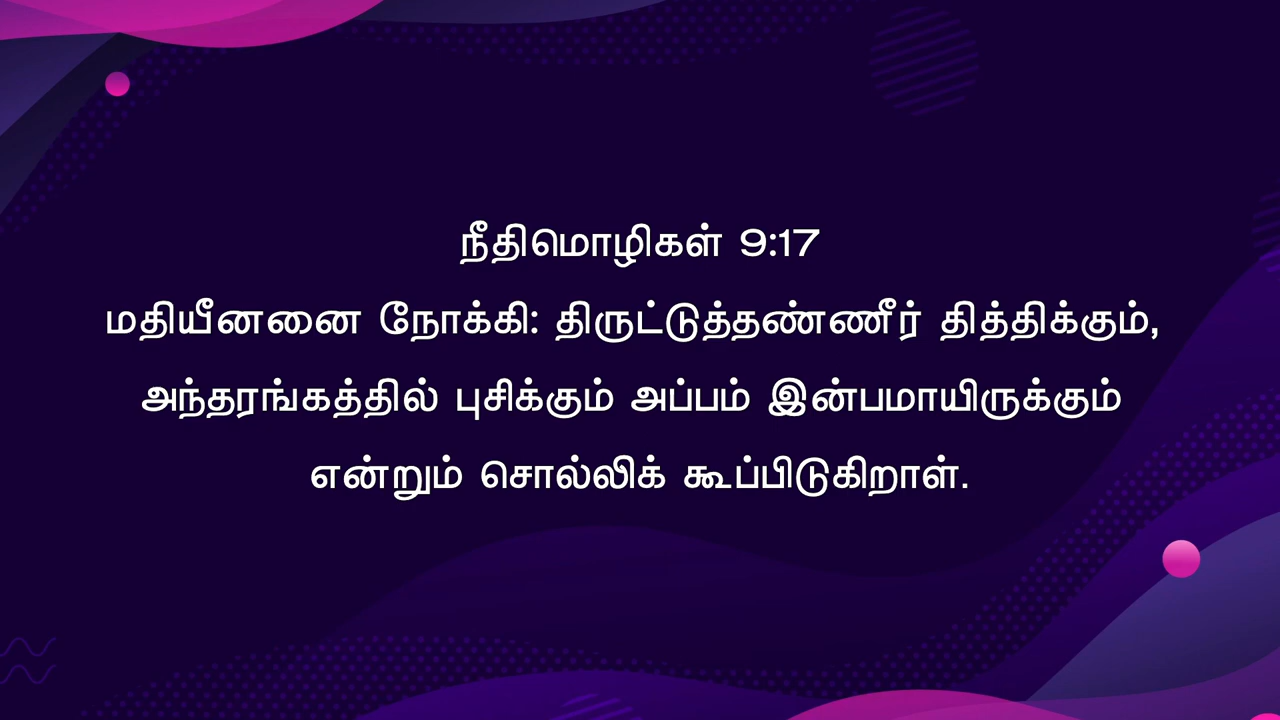 நீதிமொழிகள் 9:17
மதியீனனை நோக்கி: திருட்டுத்தண்ணீர் தித்திக்கும்,
அந்தரங்கத்தில் புசிக்கும் அப்பம் இன்பமாயிருக்கும்
என்றும் சொல்லிக் கூப்பிடுகிறாள்.